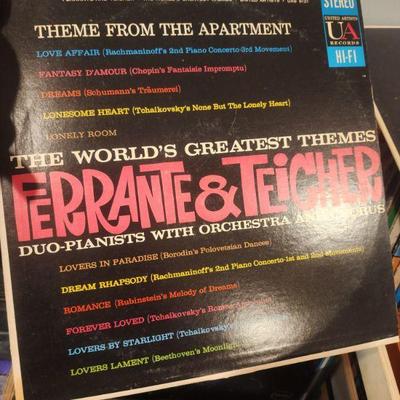 STEREO
UNITED ARTISTS
UA
RECORDS
HI-FI
THEME FROM THE APARTMENT
LOVE AFFAIR (Rachmaninoff's 2nd Piano Concerto-3rd Movement)
FANTASY D'AMOUR (Chopin's Fantaisie Impromptu)
DREAMS (Schumann's Träumerei)
LONESOME HEART (Tchaikovsky's None But The Lonely Heart)
LONELY ROOM
THE WORLD'S GREATEST THEMES
FERRANTE & TEICHER
DUO-PIANISTS WITH ORCHESTRA AND CHORUS
LOVERS IN PARADISE (Borodin's Polovetsian Dances)
DREAM RHAPSODY (Rachmaninoff's 2nd Piano Concerto-1st and 2nd Movements)
ROMANCE (Rubinstein's Melody of Dreams)
FOREVER LOVED (Tchaikovsky's
LOVERS BY STARLIGHT (Tchaikovsky
LOVERS LAMENT (Beethoven's Moonlight